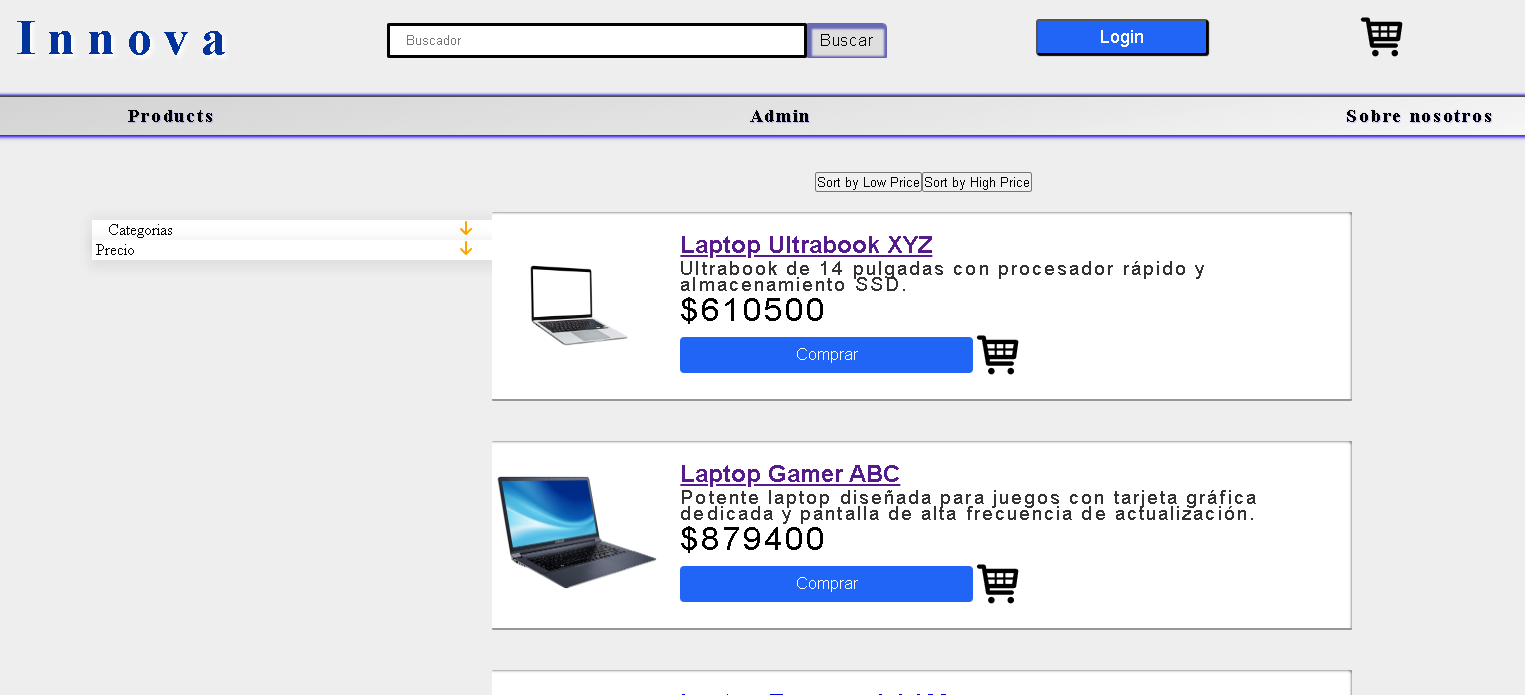 Innova
Buscador
Buscar
Login
Products
Admin
Sobre nosotros
Sort by Low Price
Sort by High Price
Categorias
Precio
Laptop Ultrabook XYZ
Ultrabook de 14 pulgadas con procesador rápido y
almacenamiento SSD.
$610500
Comprar
Laptop Gamer ABC
Potente laptop diseñada para juegos con tarjeta gráfica
dedicada y pantalla de alta frecuencia de actualización.
$879400
Comprar